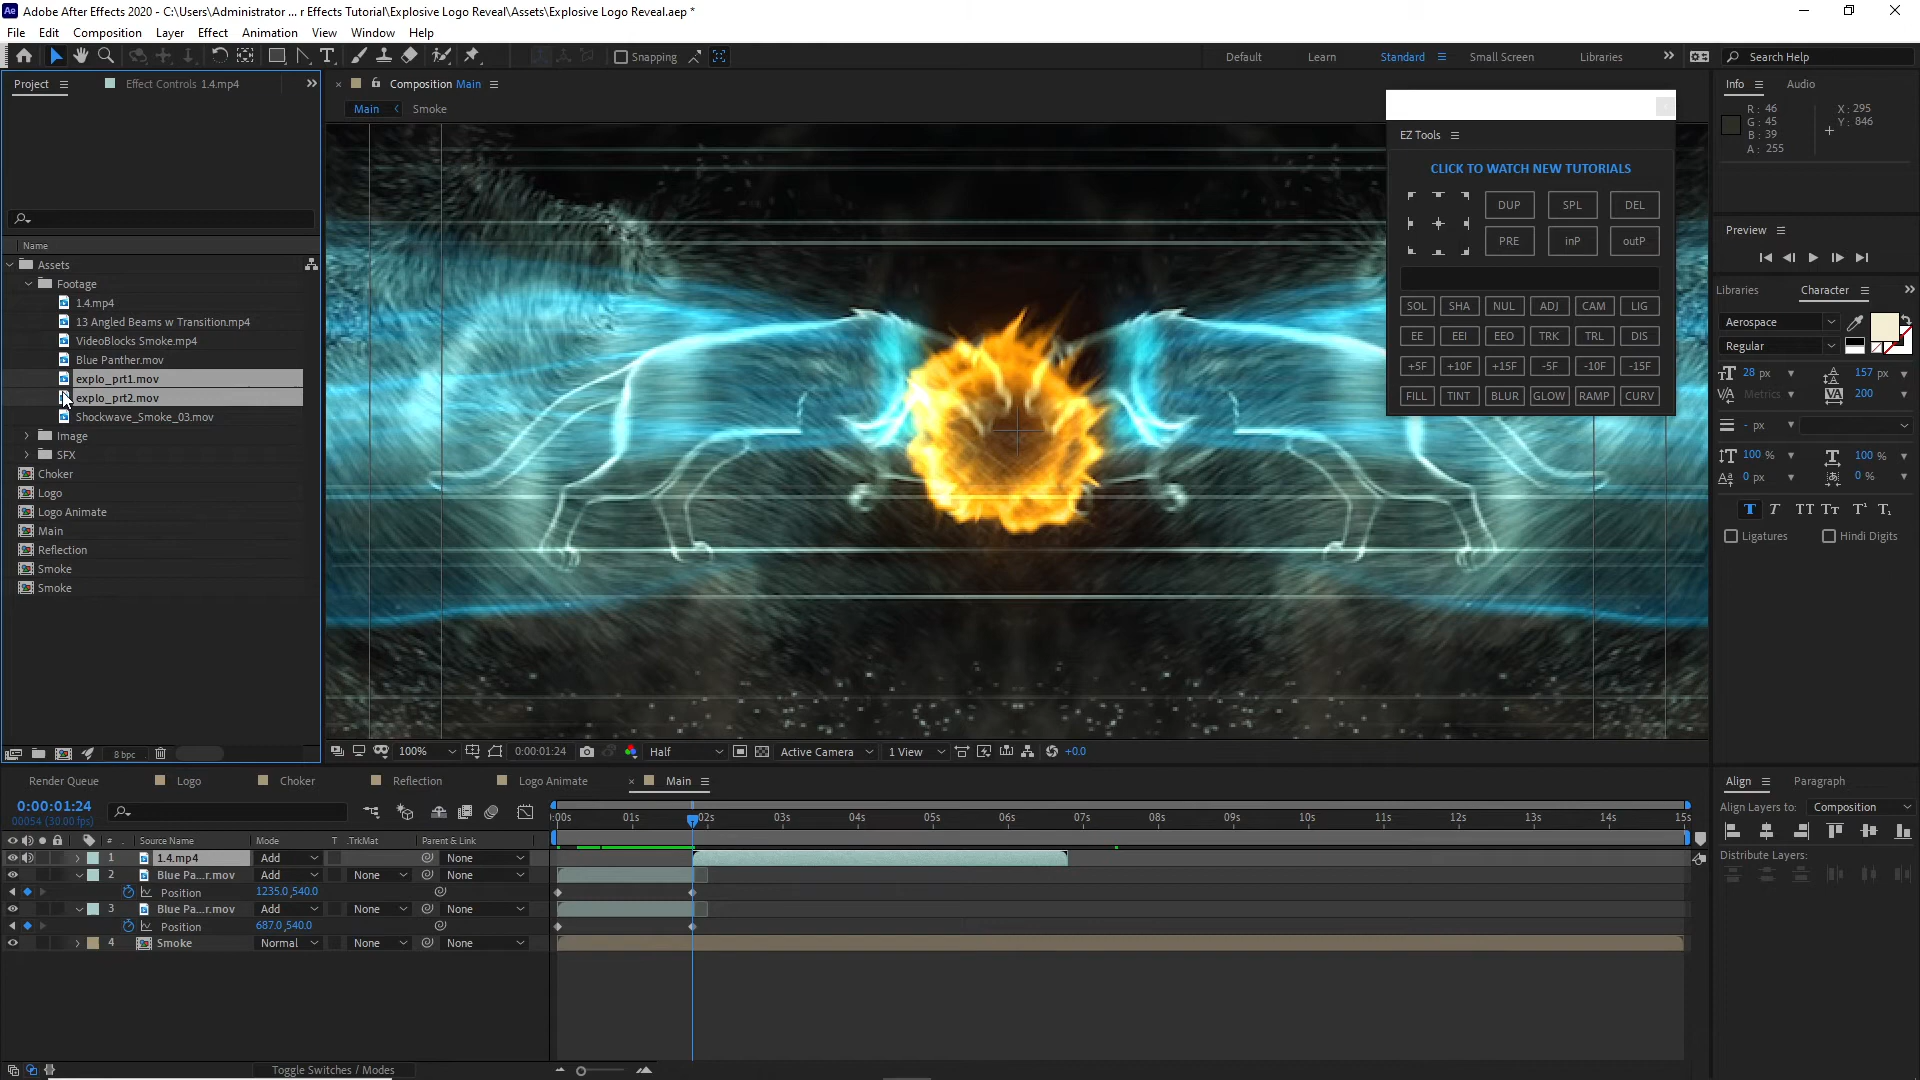 Ae Adobe After Effects 2020 - C:\Users\Administrator ... r Effects Tutorial\Explosive Logo Reveal\Assets\Explosive Logo Reveal.aep *
File Edit Composition Layer Effect Animation View Window Help
Snapping Default Learn Standard Small Screen Libraries Search Help
Project Effect Controls 1.4.mp4
Composition Main
Main Smoke
Name
Assets
Footage
1.4.mp4
13 Angled Beams w Transition.mp4
VideoBlocks Smoke.mp4
Blue Panther.mov
explo_prt1.mov
explo_prt2.mov
Shockwave_Smoke_03.mov
Image
SFX
Choker
Logo
Logo Animate
Main
Reflection
Smoke
Smoke
8 bpc
EZ Tools
CLICK TO WATCH NEW TUTORIALS
DUP SPL DEL
PRE inP outP
SOL SHA NUL ADJ CAM LIG
EE EEI EEO TRK TRL DIS
+5F +10F +15F -5F -10F -15F
FILL TINT BLUR GLOW RAMP CURV
100% 0:00:01:24 Half Active Camera 1 View +0.0
Info Audio
R : 46 X : 295
G : 45 Y : 846
B : 39
A : 255
Preview
Libraries Character
Aerospace
Regular
28 px 157 px
Metrics 200
- px
100 % 100 %
0 px 0 %
T T TT Tt T¹ T₁
Ligatures Hindi Digits
Render Queue Logo Choker Reflection Logo Animate Main
0:00:01:24
00054 (30.00 fps)
:00s 01s 02s 03s 04s 05s 06s 07s 08s 09s 10s 11s 12s 13s 14s 15s
# Source Name Mode T .TrkMat Parent & Link
1 1.4.mp4 Add None
2 Blue Pa...r.mov Add None None
Position 1235.0,540.0
3 Blue Pa...r.mov Add None None
Position 687.0,540.0
4 Smoke Normal None None
Toggle Switches / Modes
Align Paragraph
Align Layers to: Composition
Distribute Layers: